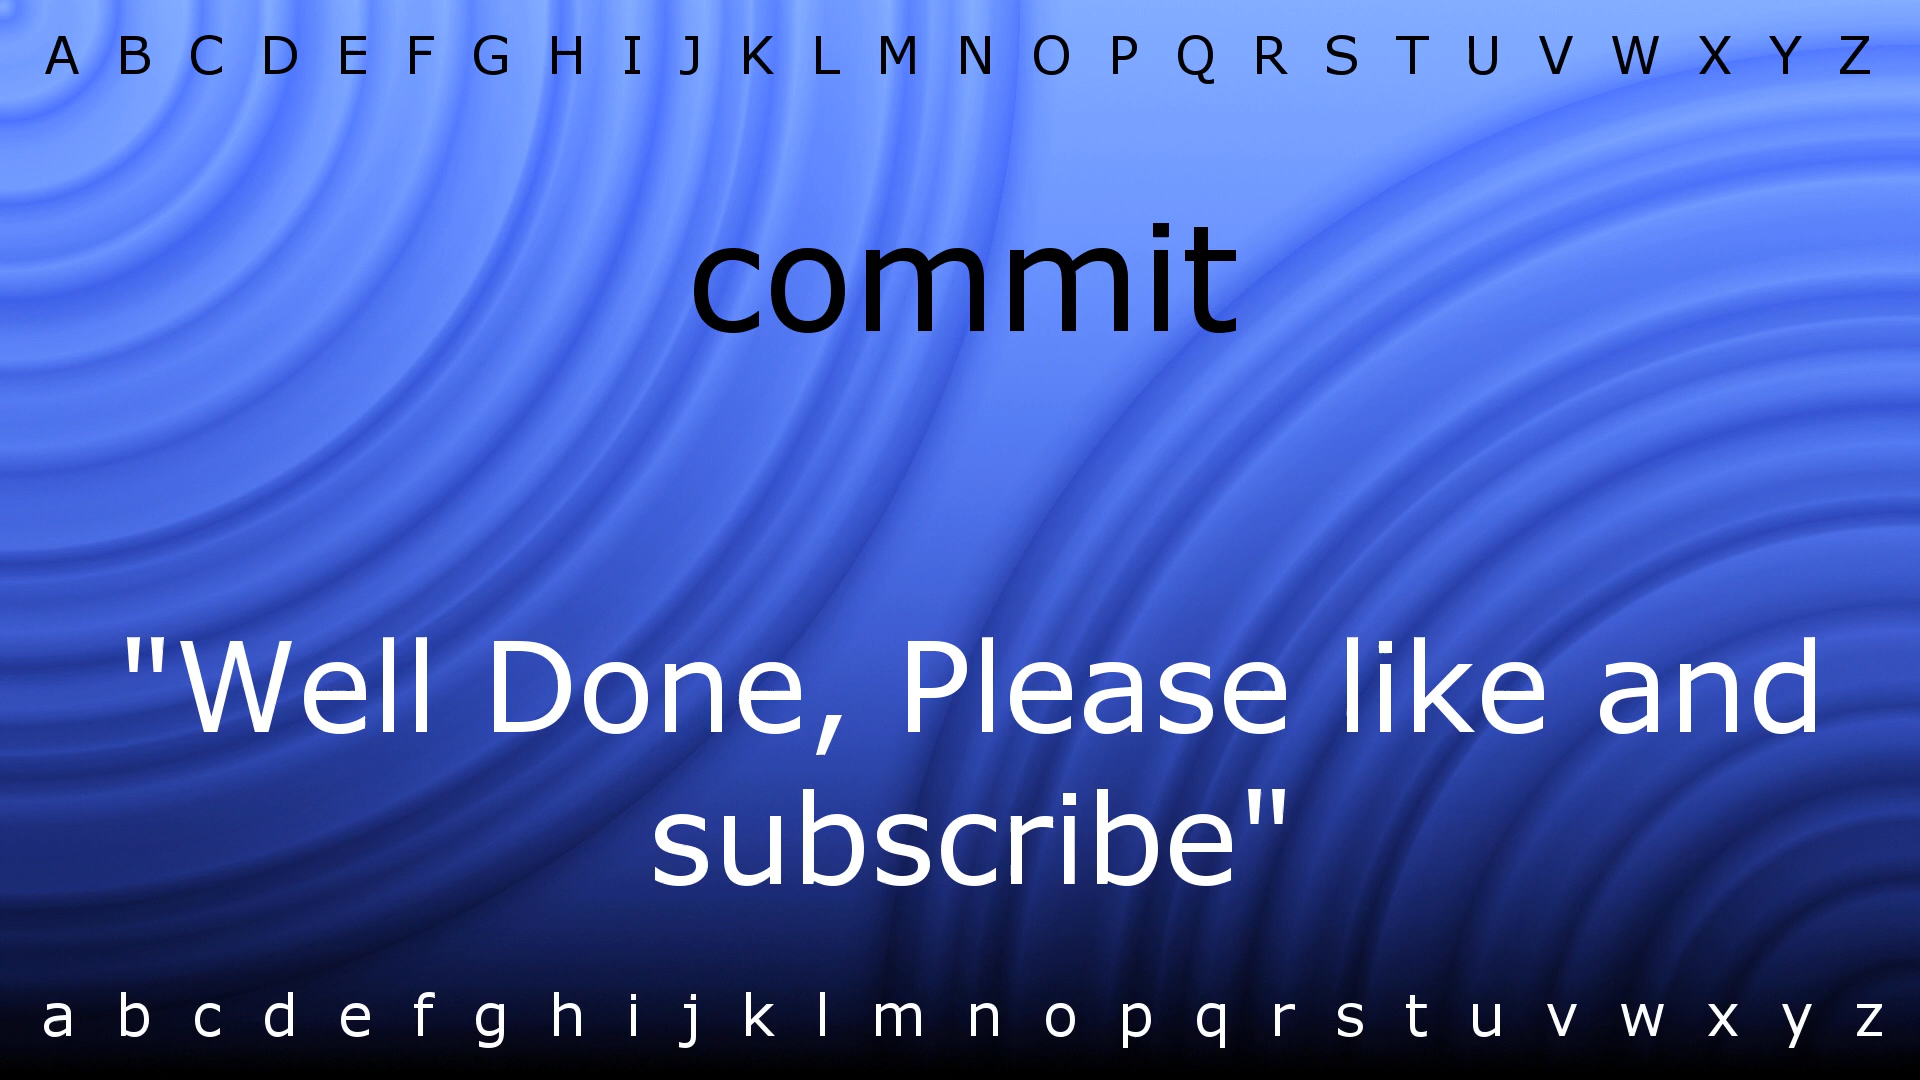 A B C D E F G H I J K L M N O P Q R S T U V W X Y Z
commit
"Well Done, Please like and
subscribe"
a b c d e f g h i j k l m n o p q r s t u v w x y z